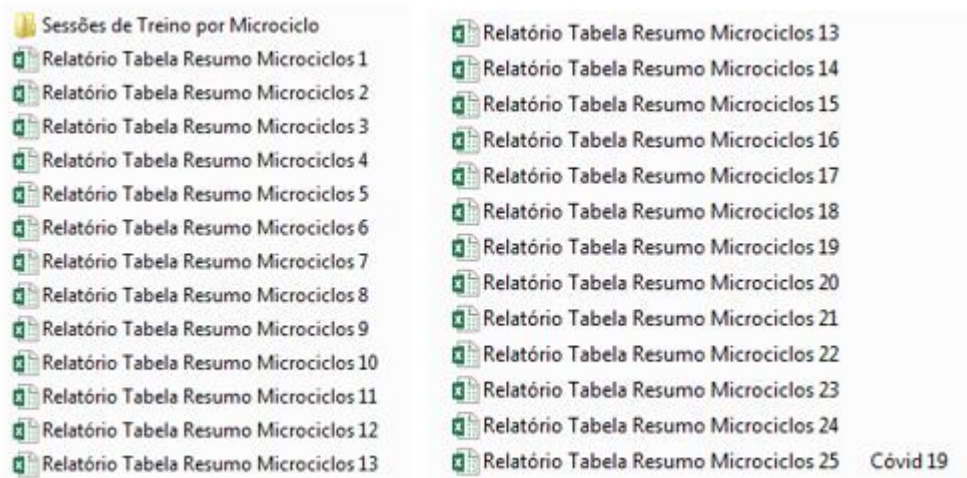 Sessões de Treino por Microciclo
Relatório Tabela Resumo Microciclos 1
Relatório Tabela Resumo Microciclos 2
Relatório Tabela Resumo Microciclos 3
Relatório Tabela Resumo Microciclos 4
Relatório Tabela Resumo Microciclos 5
Relatório Tabela Resumo Microciclos 6
Relatório Tabela Resumo Microciclos 7
Relatório Tabela Resumo Microciclos 8
Relatório Tabela Resumo Microciclos 9
Relatório Tabela Resumo Microciclos 10
Relatório Tabela Resumo Microciclos 11
Relatório Tabela Resumo Microciclos 12
Relatório Tabela Resumo Microciclos 13
Relatório Tabela Resumo Microciclos 13
Relatório Tabela Resumo Microciclos 14
Relatório Tabela Resumo Microciclos 15
Relatório Tabela Resumo Microciclos 16
Relatório Tabela Resumo Microciclos 17
Relatório Tabela Resumo Microciclos 18
Relatório Tabela Resumo Microciclos 19
Relatório Tabela Resumo Microciclos 20
Relatório Tabela Resumo Microciclos 21
Relatório Tabela Resumo Microciclos 22
Relatório Tabela Resumo Microciclos 23
Relatório Tabela Resumo Microciclos 24
Relatório Tabela Resumo Microciclos 25 Cóvid 19